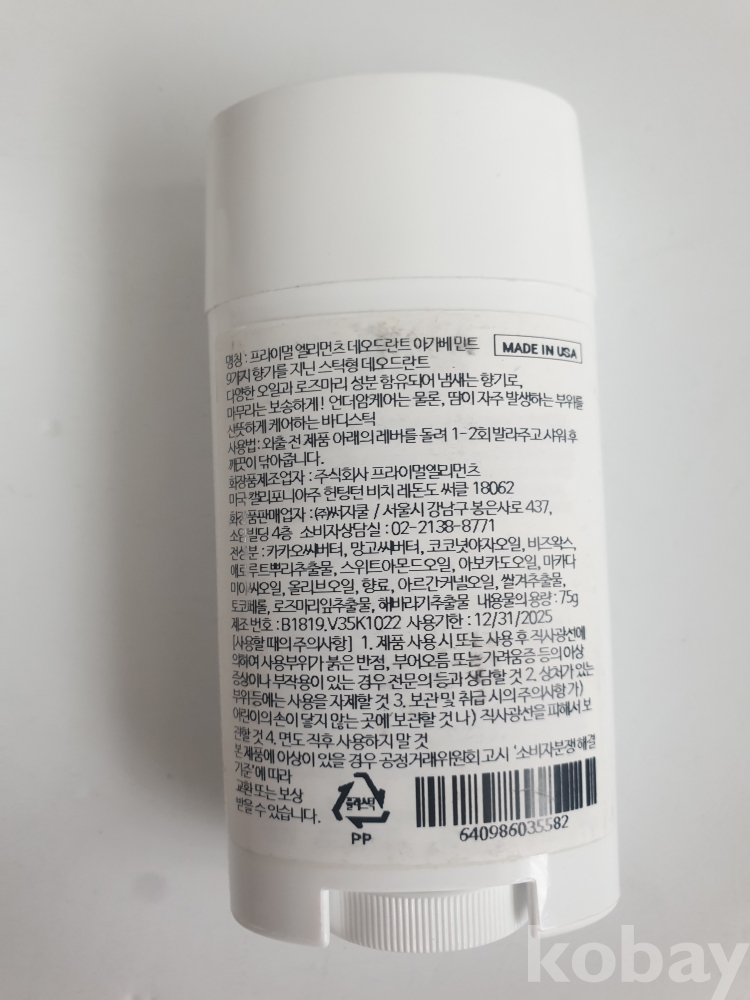 명칭 : 프라이멀 엘리먼츠 데오드란트 아가베 민트
MADE IN USA
9가지 향기를 지닌 스틱형 데오드란트
다양한 오일과 로즈마리 성분 함유되어 냄새는 향기로,
마무리는 보송하게! 언더암케어는 물론, 땀이 자주 발생하는 부위를
산뜻하게 케어하는 바디스틱
사용법 : 외출 전 제품 아래의 레버를 돌려 1-2회 발라주고 샤워 후
깨끗이 닦아줍니다.
화장품제조업자 : 주식회사 프라이멀엘리먼츠
미국 캘리포니아주 헌팅턴 비치 레돈도 써클 18062
화장품판매업자 : ㈜써지쿨 / 서울시 강남구 봉은사로 437,
소암빌딩 4층 소비자상담실 : 02-2138-8771
전성분 : 카카오씨버터, 망고씨버터, 코코넛야자오일, 비즈왁스,
애로루트뿌리추출물, 스위트아몬드오일, 아보카도오일, 마카다
미아씨오일, 올리브오일, 향료, 아르간커넬오일, 쌀겨추출물,
토코페롤, 로즈마리잎추출물, 해바라기추출물 내용물의 용량 : 75g
제조 번호 : B1819.V35K1022 사용기한 : 12/31/2025
[사용할 때의 주의사항] 1. 제품 사용 시 또는 사용 후 직사광선에
의하여 사용부위가 붉은 반점, 부어오름 또는 가려움증 등의 이상
증상이나 부작용이 있는 경우 전문의 등과 상담할 것 2. 상처가 있는
부위 등에는 사용을 자제할 것 3. 보관 및 취급 시의 주의사항 가)
어린이의 손이 닿지 않는 곳에 보관할 것 나) 직사광선을 피해서 보
관할 것 4. 면도 직후 사용하지 말 것
본 제품에 이상이 있을 경우 공정거래위원회 고시 '소비자분쟁 해결
기준'에 따라
교환 또는 보상
받을 수 있습니다.
플라스틱
PP
640986035582
kobay